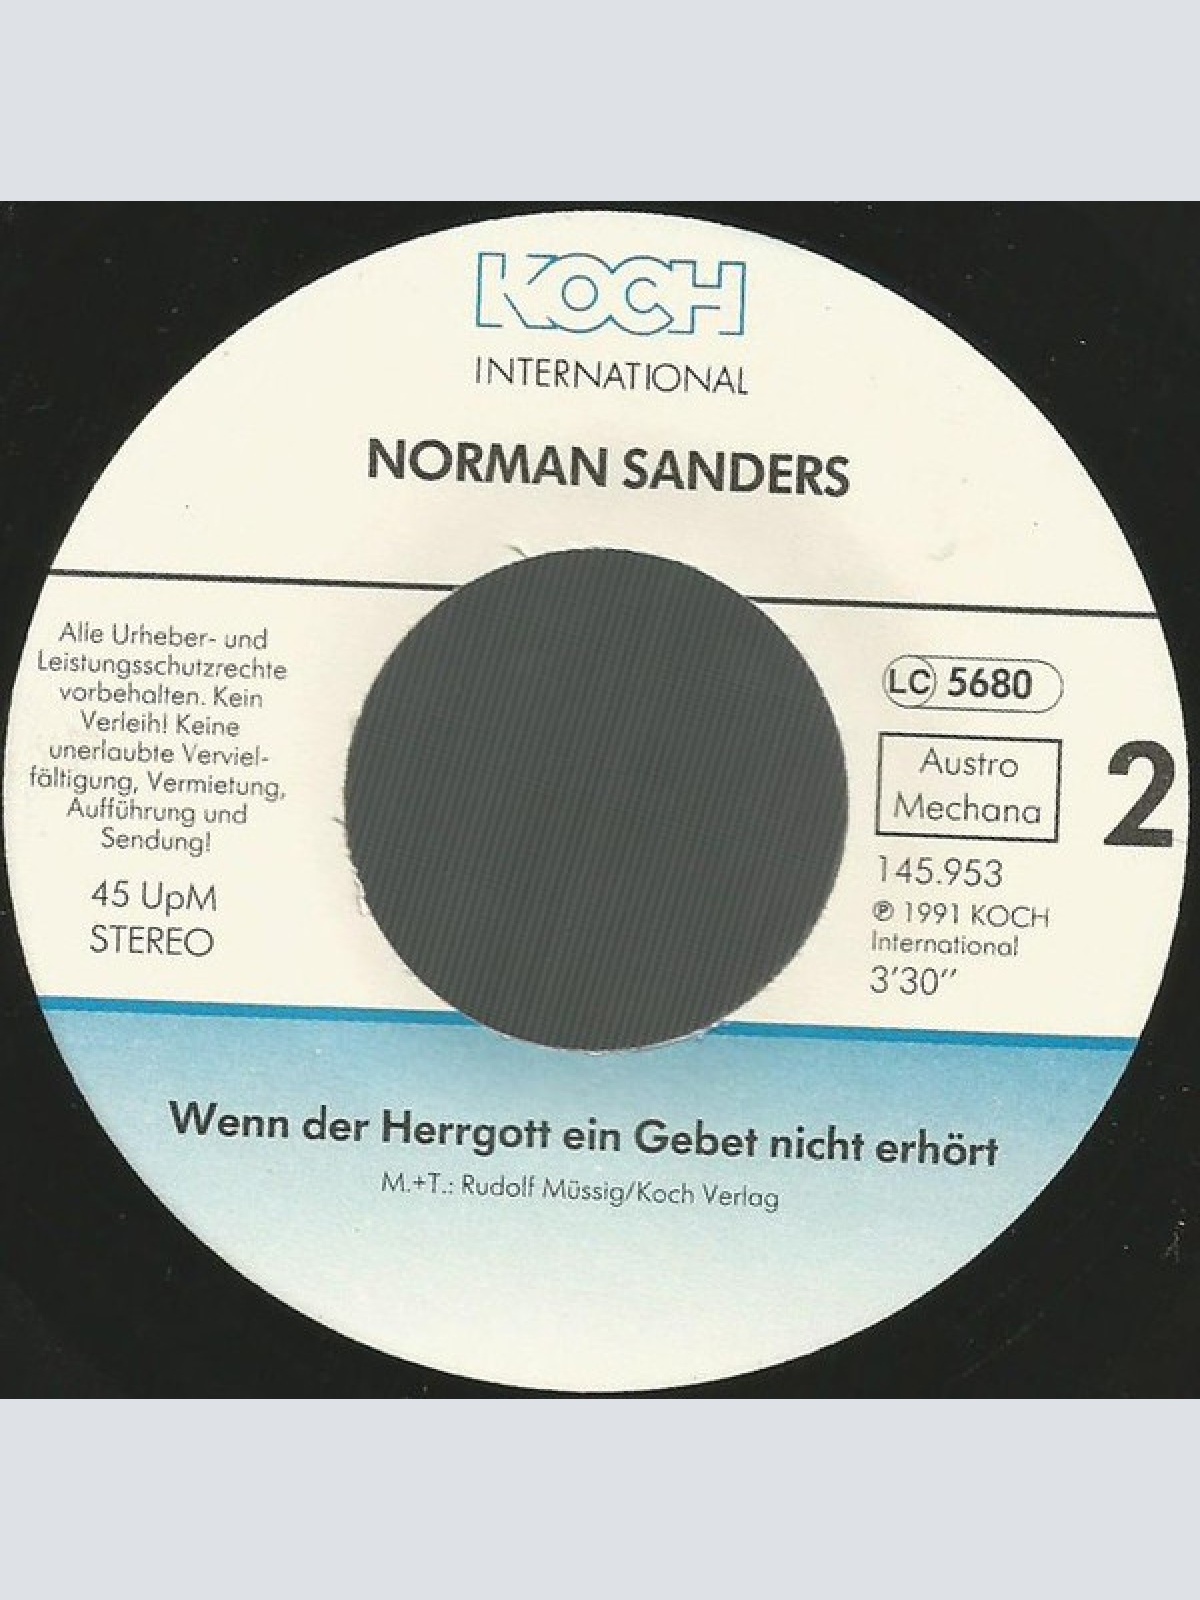 KOCH
INTERNATIONAL
NORMAN SANDERS
Alle Urheber- und
Leistungsschutzrechte
vorbehalten. Kein
Verleih! Keine
unerlaubte Verviel-
fältigung, Vermietung,
Aufführung und
Sendung!
45 UpM
STEREO
LC 5680
Austro
Mechana
2
145.953
℗ 1991 KOCH
International
3'30''
Wenn der Herrgott ein Gebet nicht erhört
M.+T.: Rudolf Müssig/Koch Verlag